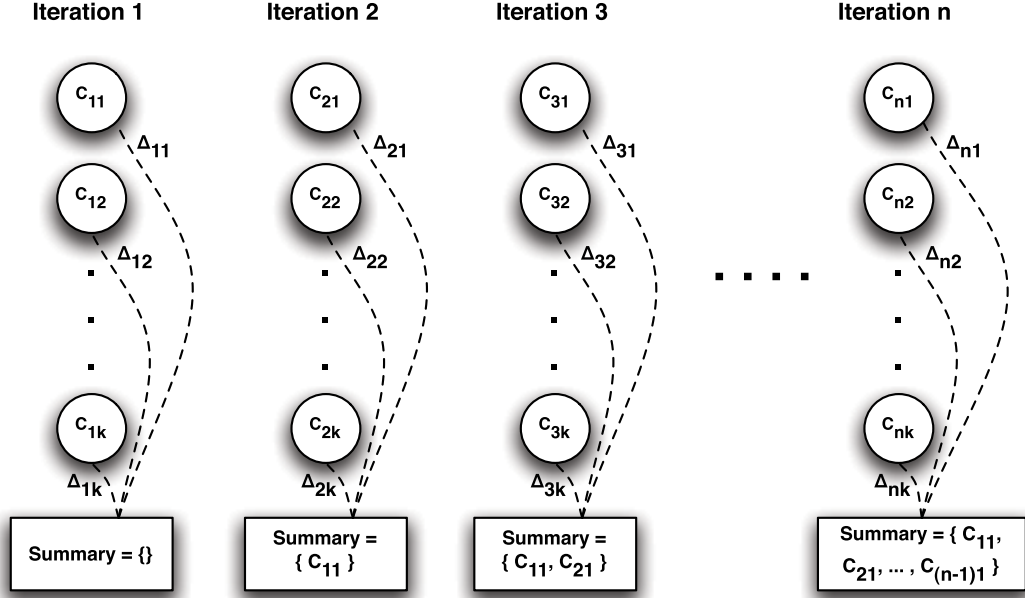 Iteration 1 Iteration 2 Iteration 3 Iteration n
C11 C21 C31 Cn1
Δ11 Δ21 Δ31 Δn1
C12 C22 C32 Cn2
Δ12 Δ22 Δ32 Δn2
C1k C2k C3k Cnk
Δ1k Δ2k Δ3k Δnk
Summary = {}
Summary =
{ C11 }
Summary =
{ C11, C21 }
Summary = { C11,
C21, ... , C(n-1)1 }